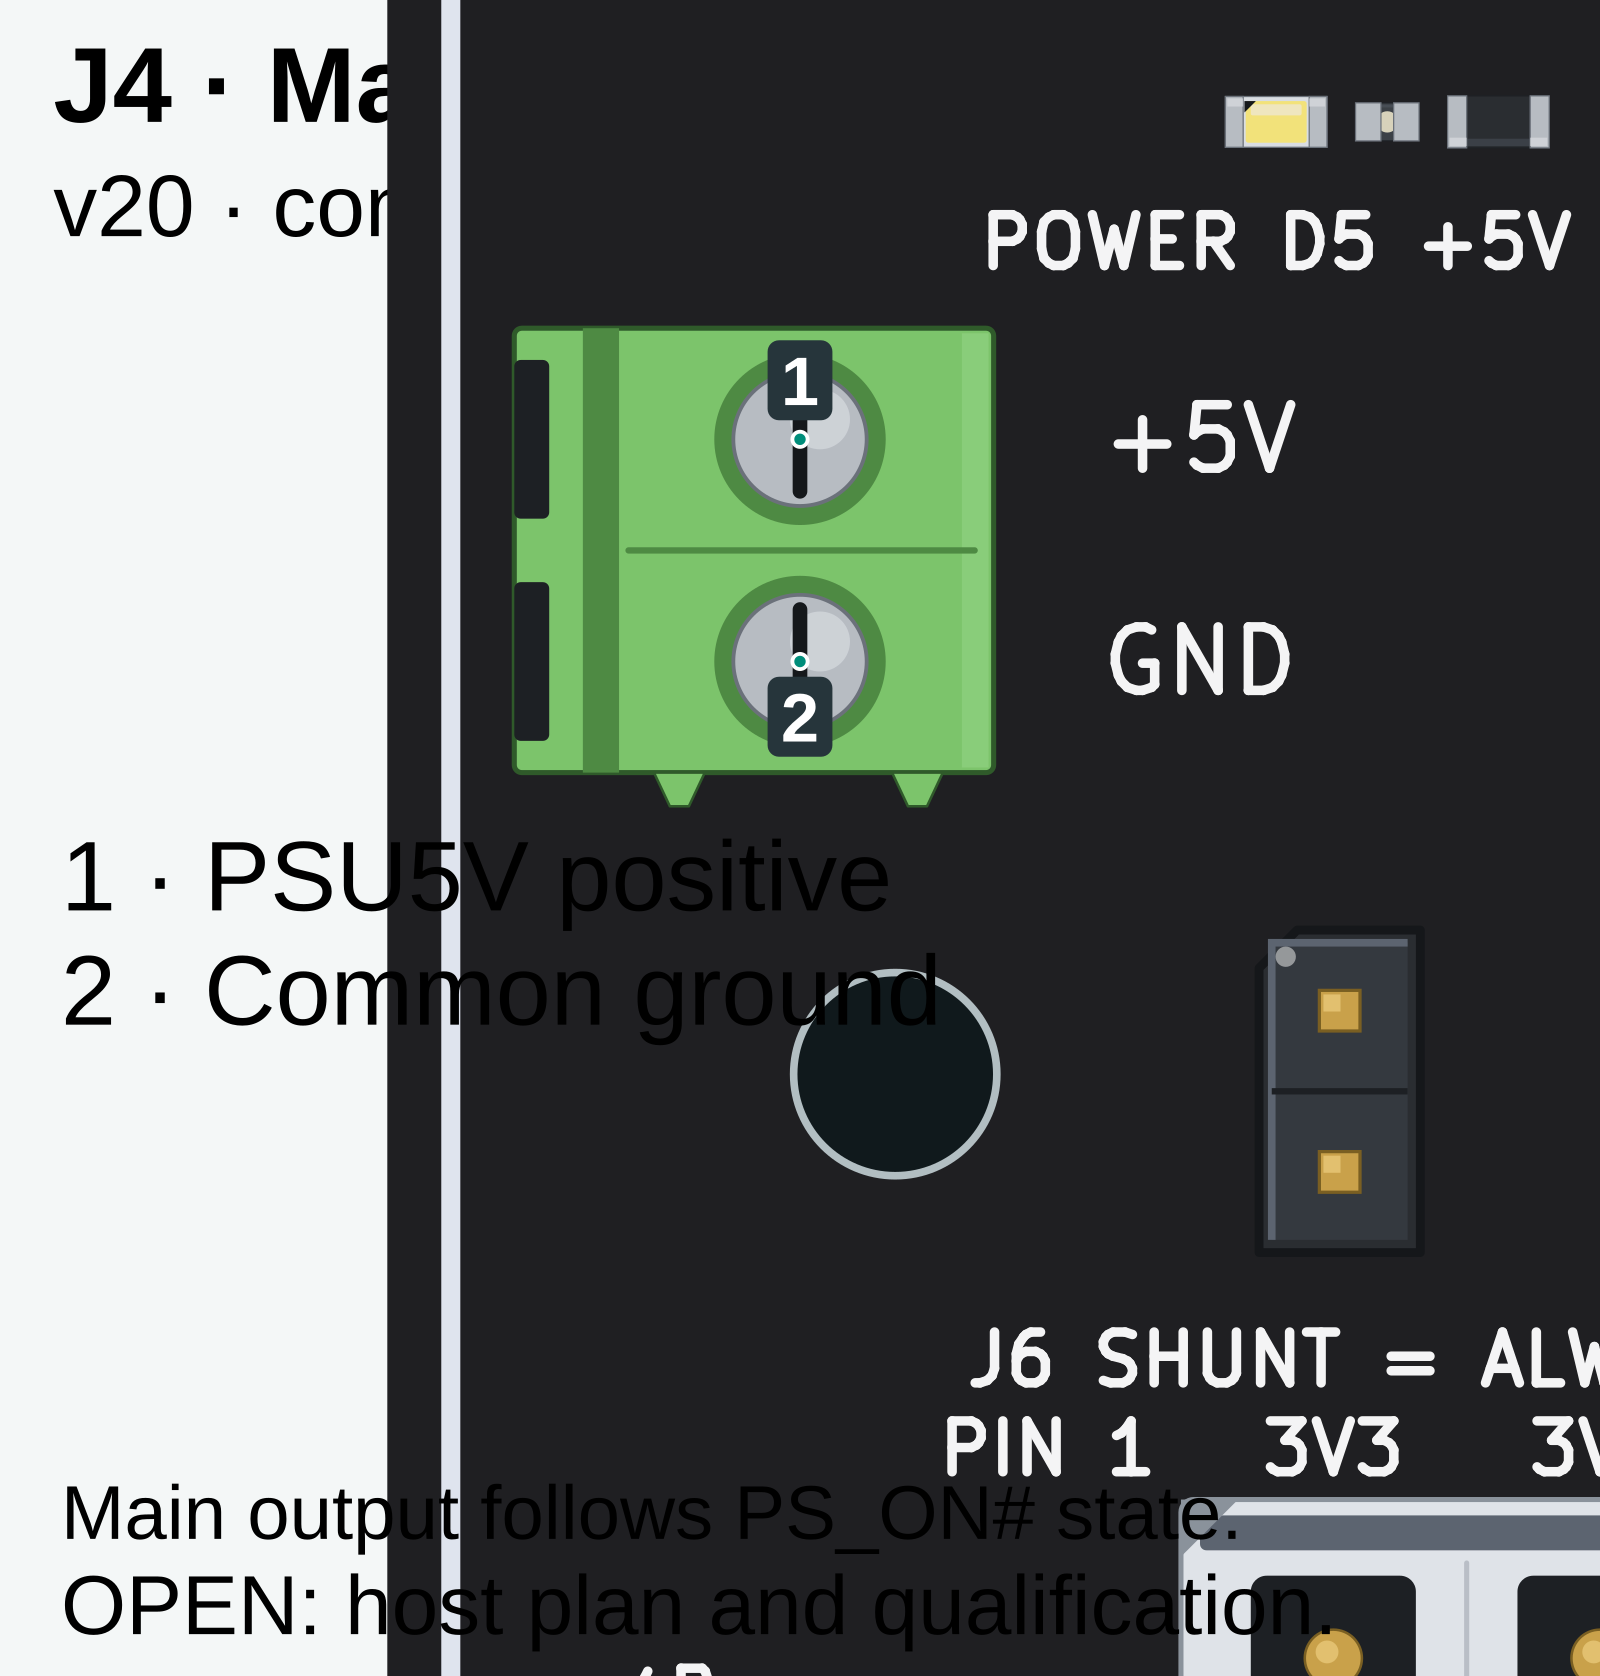 J4 · Ma
v20 · con
POWER D5 +5V
1
+5V
2
GND
1 · PSU5V positive
2 · Common ground
J6 SHUNT = ALW
PIN 1 3V3 3V
Main output follows PS_ON# state.
OPEN: host plan and qualification.